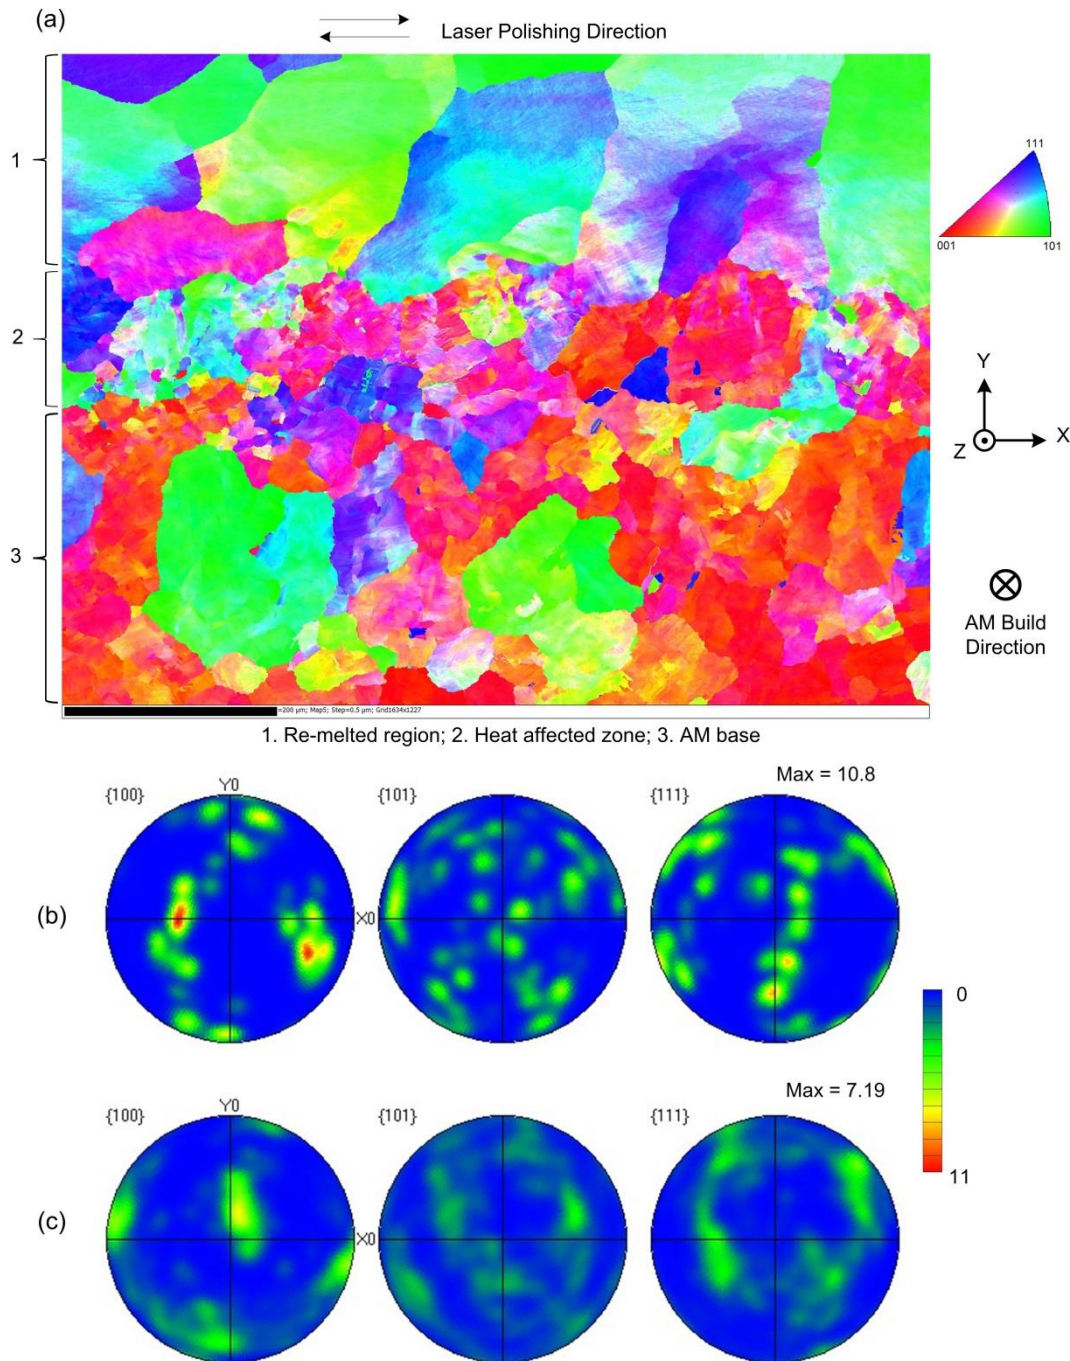 (a)
Laser Polishing Direction
1
2
3
111
001
101
Y
Z
X
AM Build
Direction
=200 µm; Map5; Step=0.5 µm; Grid1634x1227
1. Re-melted region; 2. Heat affected zone; 3. AM base
Max = 10.8
{100}
Y0
{101}
{111}
(b)
X0
0
11
Max = 7.19
{100}
Y0
{101}
{111}
(c)
X0